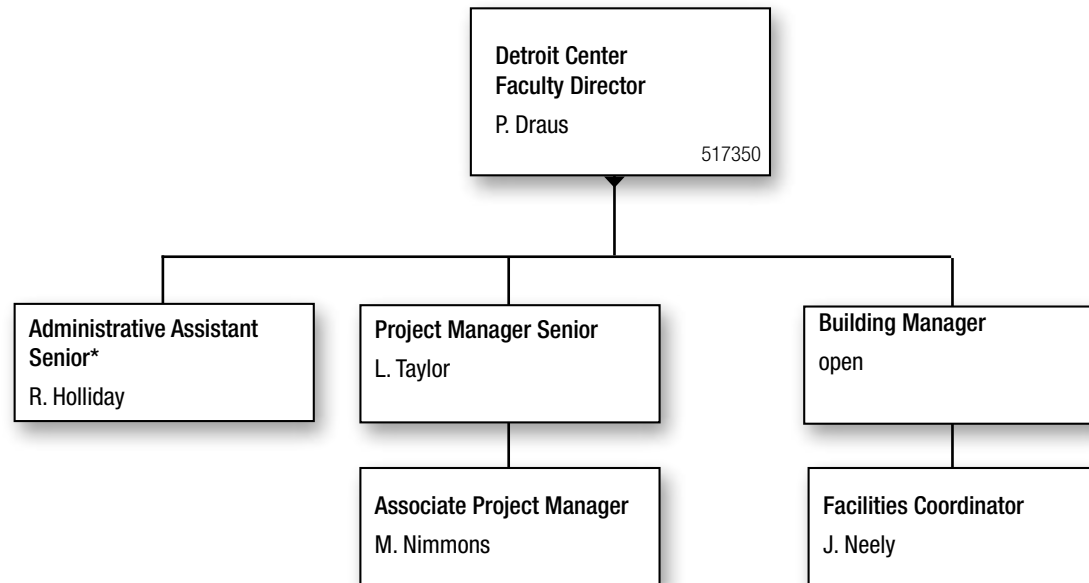 Detroit Center
Faculty Director
P. Draus
517350
Administrative Assistant
Senior*
R. Holliday
Project Manager Senior
L. Taylor
Building Manager
open
Associate Project Manager
M. Nimmons
Facilities Coordinator
J. Neely